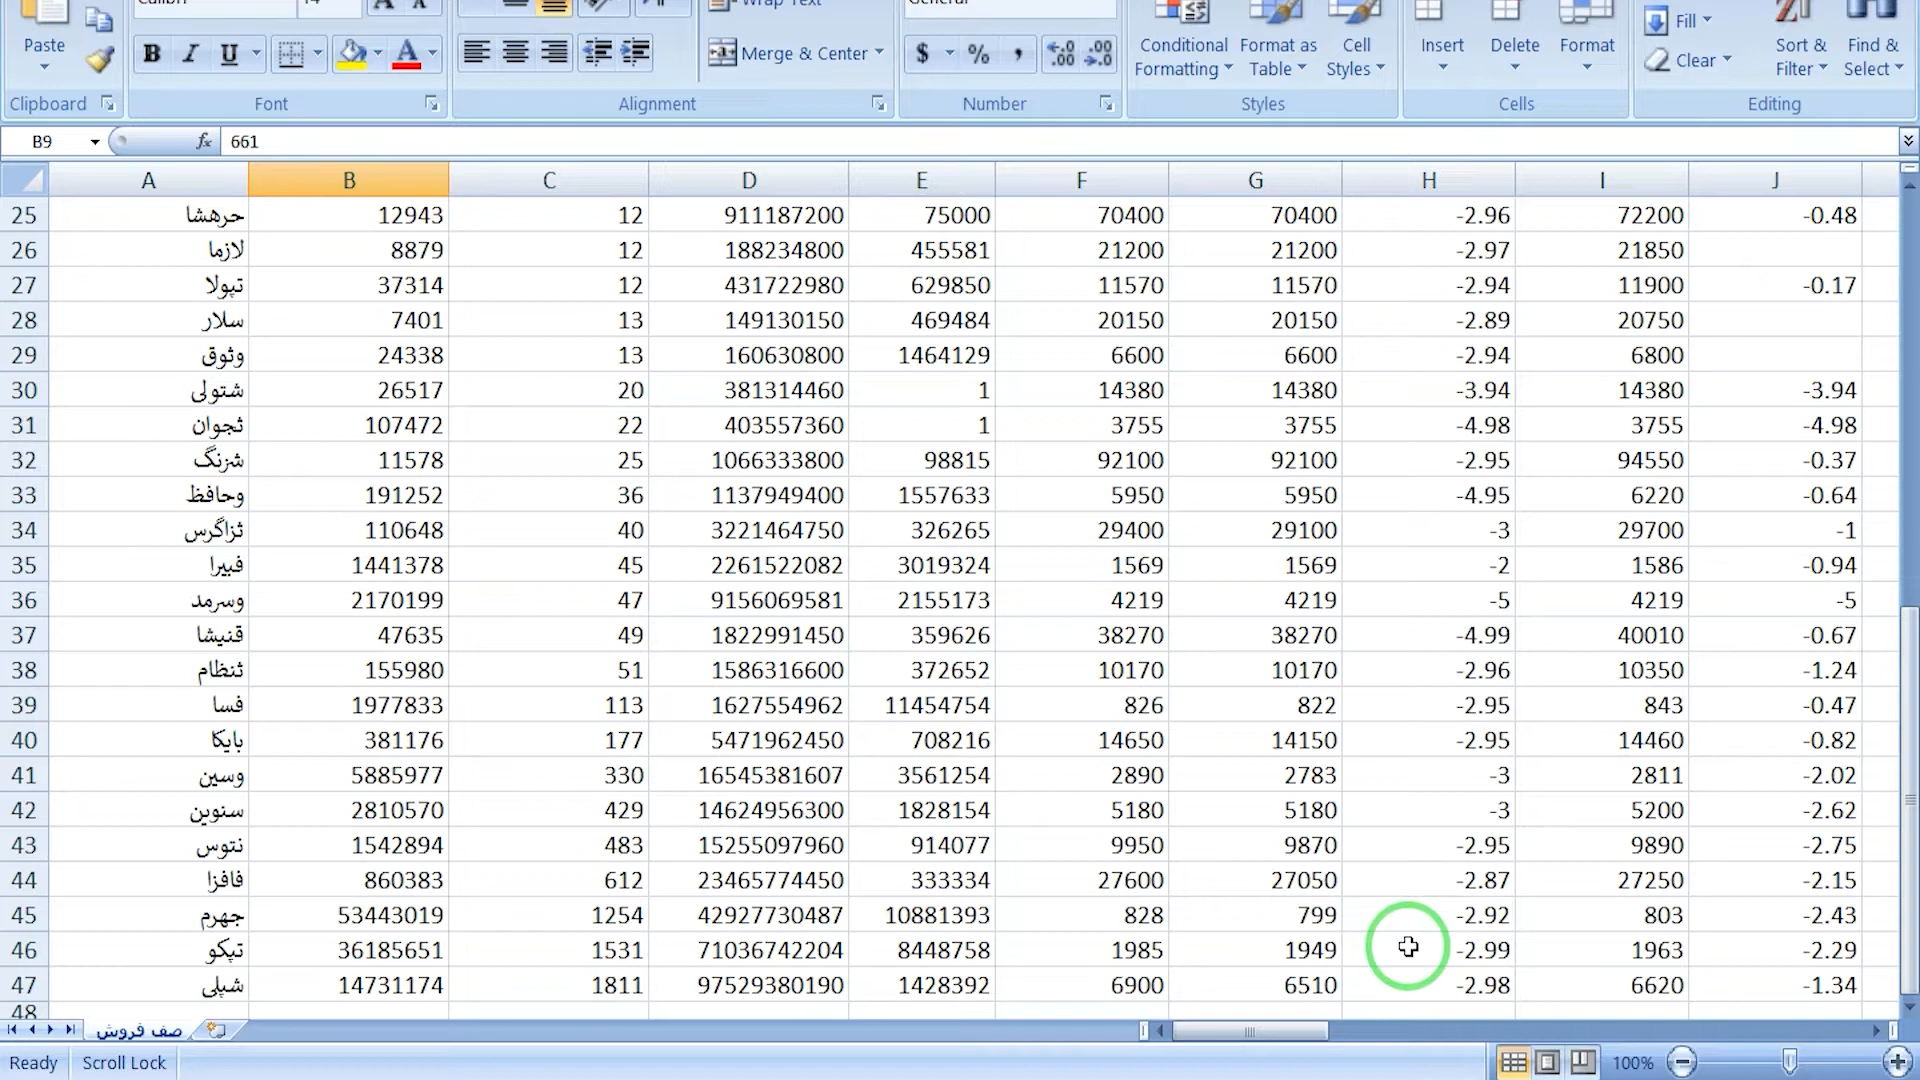 Calibri 14 Wrap Text General
Paste B I U Merge & Center $ % , .0 .00 .00 .0 Conditional Formatting Format as Table Cell Styles Insert Delete Format Fill Clear Sort & Filter Find & Select
Clipboard Font Alignment Number Styles Cells Editing
B9 fx 661
A B C D E F G H I J
25 حرهشا 12943 12 911187200 75000 70400 70400 -2.96 72200 -0.48
26 لازما 8879 12 188234800 455581 21200 21200 -2.97 21850
27 تپولا 37314 12 431722980 629850 11570 11570 -2.94 11900 -0.17
28 سلار 7401 13 149130150 469484 20150 20150 -2.89 20750
29 وثوق 24338 13 160630800 1464129 6600 6600 -2.94 6800
30 شتولی 26517 20 381314460 1 14380 14380 -3.94 14380 -3.94
31 ثجوان 107472 22 403557360 1 3755 3755 -4.98 3755 -4.98
32 شرنگ 11578 25 1066333800 98815 92100 92100 -2.95 94550 -0.37
33 وحافظ 191252 36 1137949400 1557633 5950 5950 -4.95 6220 -0.64
34 ثزاگرس 110648 40 3221464750 326265 29400 29100 -3 29700 -1
35 فبیرا 1441378 45 2261522082 3019324 1569 1569 -2 1586 -0.94
36 وسرمد 2170199 47 9156069581 2155173 4219 4219 -5 4219 -5
37 قنیشا 47635 49 1822991450 359626 38270 38270 -4.99 40010 -0.67
38 ثنظام 155980 51 1586316600 372652 10170 10170 -2.96 10350 -1.24
39 فسا 1977833 113 1627554962 11454754 826 822 -2.95 843 -0.47
40 بایکا 381176 177 5471962450 708216 14650 14150 -2.95 14460 -0.82
41 وسین 5885977 330 16545381607 3561254 2890 2783 -3 2811 -2.02
42 سنوین 2810570 429 14624956300 1828154 5180 5180 -3 5200 -2.62
43 نتوس 1542894 483 15255097960 914077 9950 9870 -2.95 9890 -2.75
44 فافزا 860383 612 23465774450 333334 27600 27050 -2.87 27250 -2.15
45 جهرم 53443019 1254 42927730487 10881393 828 799 -2.92 803 -2.43
46 تپکو 36185651 1531 71036742204 8448758 1985 1949 -2.99 1963 -2.29
47 شپلی 14731174 1811 97529380190 1428392 6900 6510 -2.98 6620 -1.34
48
صف فروش
Ready Scroll Lock 100%